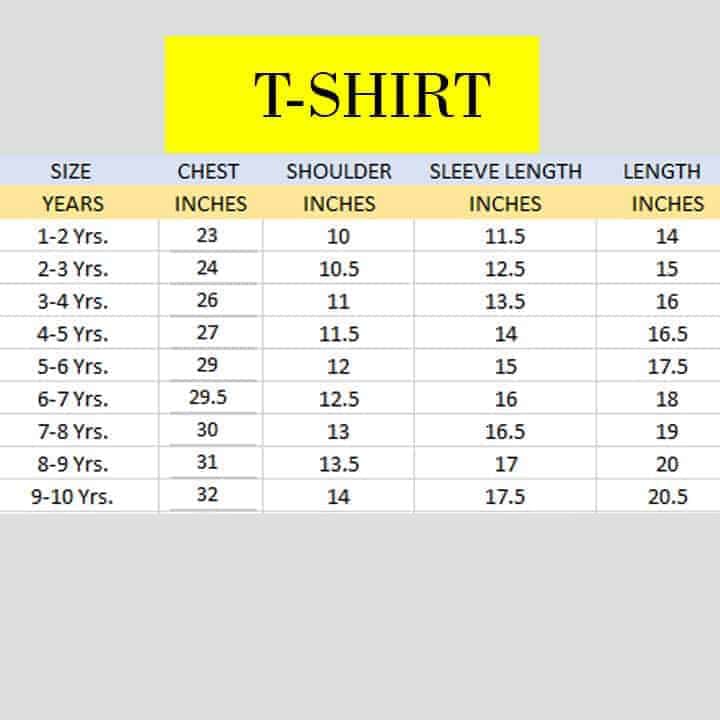 T-SHIRT
SIZE CHEST SHOULDER SLEEVE LENGTH LENGTH
YEARS INCHES INCHES INCHES INCHES
1-2 Yrs. 23 10 11.5 14
2-3 Yrs. 24 10.5 12.5 15
3-4 Yrs. 26 11 13.5 16
4-5 Yrs. 27 11.5 14 16.5
5-6 Yrs. 29 12 15 17.5
6-7 Yrs. 29.5 12.5 16 18
7-8 Yrs. 30 13 16.5 19
8-9 Yrs. 31 13.5 17 20
9-10 Yrs. 32 14 17.5 20.5